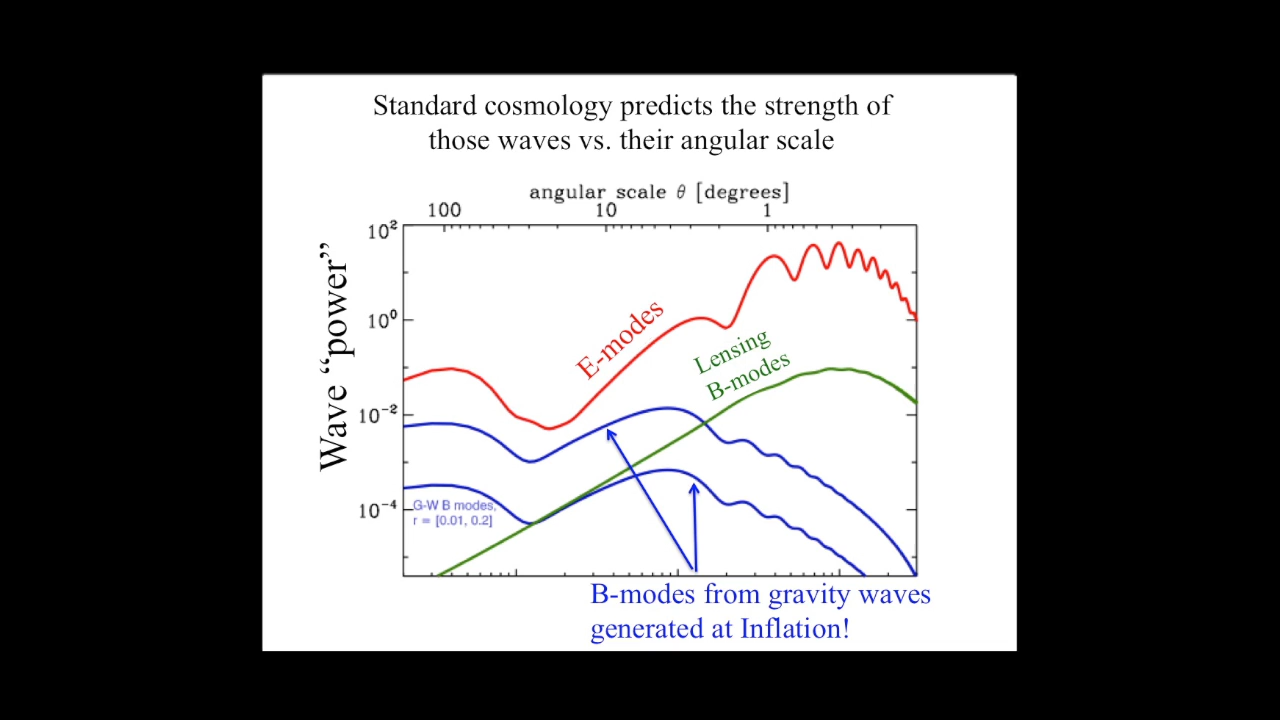 Standard cosmology predicts the strength of
those waves vs. their angular scale
angular scale θ [degrees]
100 10 1
10²
10⁰
10⁻²
10⁻⁴
Wave “power”
E-modes
Lensing
B-modes
G-W B modes,
r = [0.01, 0.2]
B-modes from gravity waves
generated at Inflation!